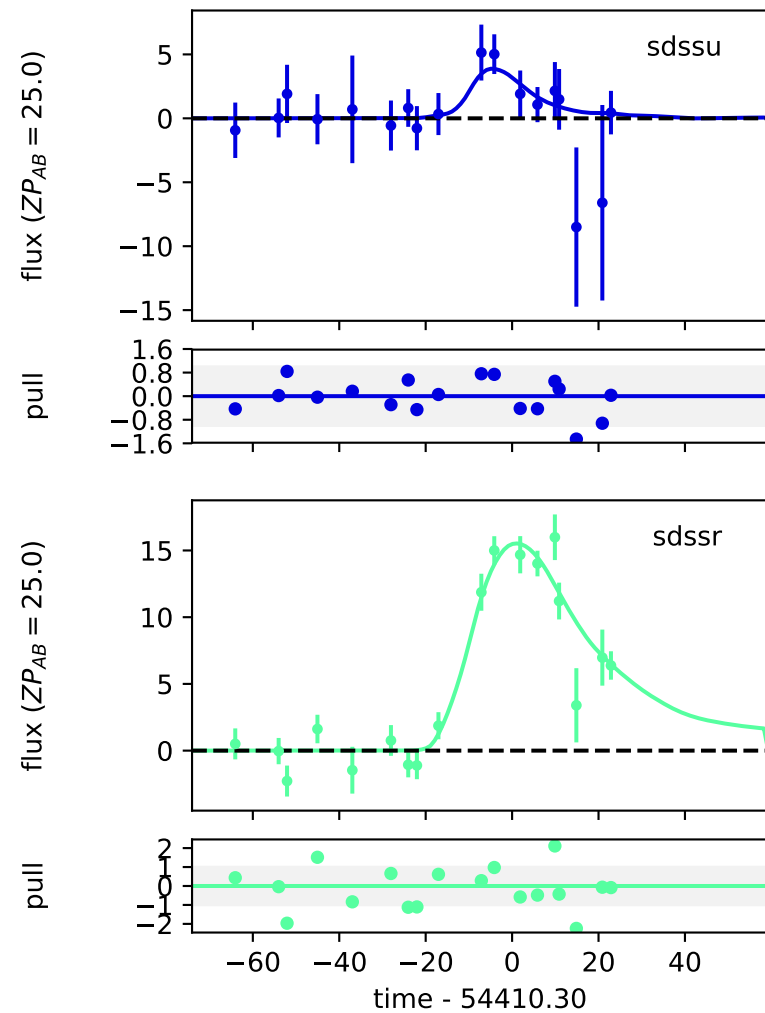 sdssu
flux (ZP_AB = 25.0)
5
0
−5
−10
−15
pull
1.6
0.8
0.0
−0.8
−1.6
sdssr
flux (ZP_AB = 25.0)
15
10
5
0
pull
2
1
0
−1
−2
−60 −40 −20 0 20 40
time - 54410.30